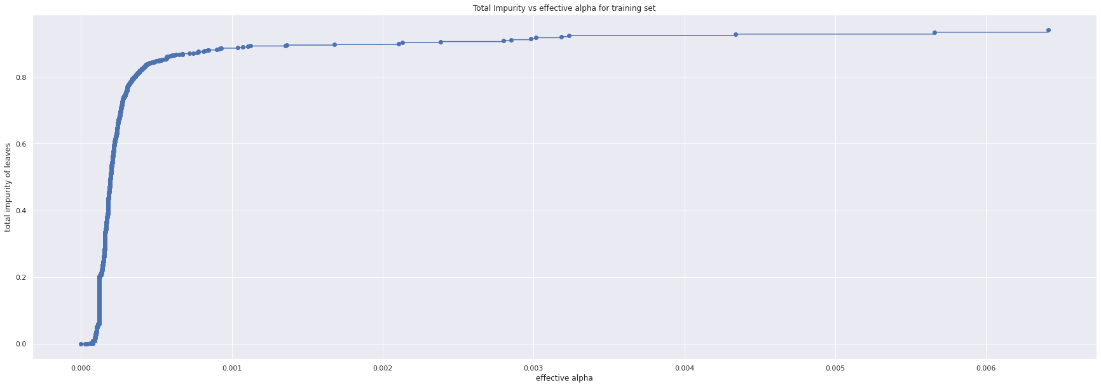 Total Impurity vs effective alpha for training set
total impurity of leaves
0.8
0.6
0.4
0.2
0.0
0.000 0.001 0.002 0.003 0.004 0.005 0.006
effective alpha